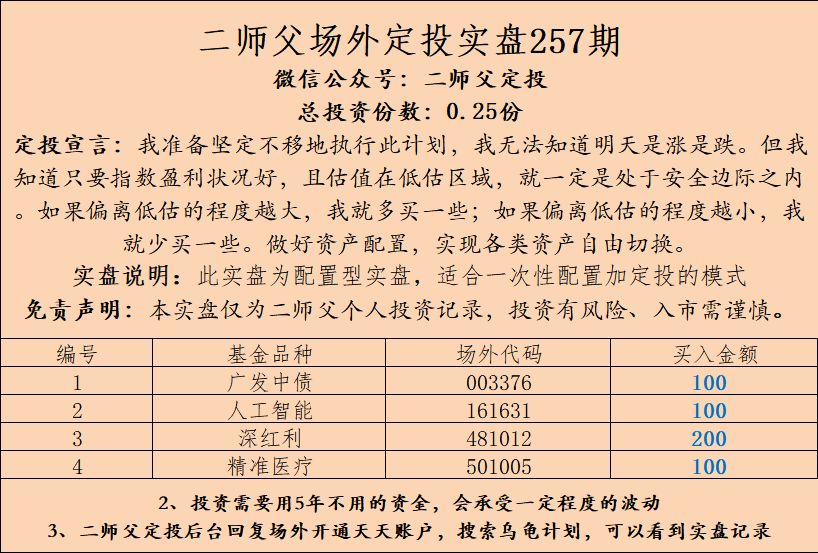 二师父场外定投实盘257期
微信公众号：二师父定投
总投资份数：0.25份
定投宣言：我准备坚定不移地执行此计划，我无法知道明天是涨是跌。但我
知道只要指数盈利状况好，且估值在低估区域，就一定是处于安全边际之内
。如果偏离低估的程度越大，我就多买一些；如果偏离低估的程度越小，我
就少买一些。做好资产配置，实现各类资产自由切换。
实盘说明：此实盘为配置型实盘，适合一次性配置加定投的模式
免责声明：本实盘仅为二师父个人投资记录，投资有风险、入市需谨慎。
编号 基金品种 场外代码 买入金额
1 广发中债 003376 100
2 人工智能 161631 100
3 深红利 481012 200
4 精准医疗 501005 100
2、投资需要用5年不用的资金，会承受一定程度的波动
3、二师父定投后台回复场外开通天天账户，搜索乌龟计划，可以看到实盘记录